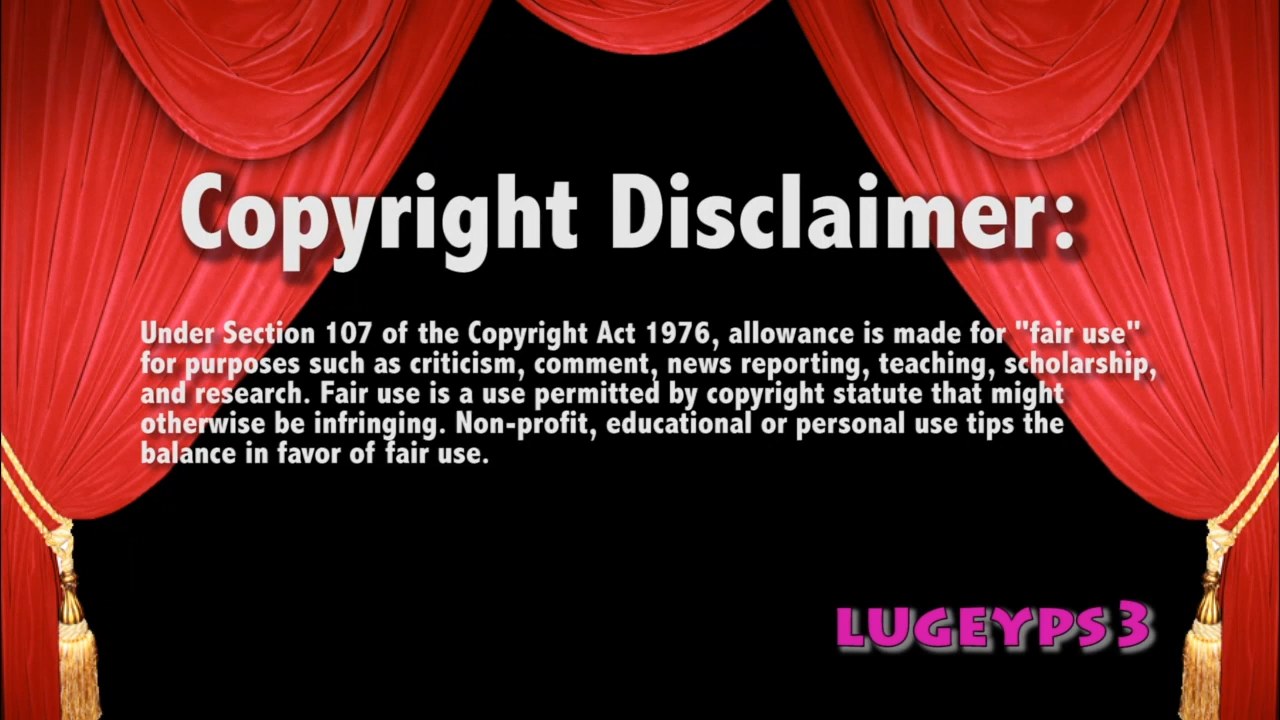 Copyright Disclaimer:
Under Section 107 of the Copyright Act 1976, allowance is made for "fair use"
for purposes such as criticism, comment, news reporting, teaching, scholarship,
and research. Fair use is a use permitted by copyright statute that might
otherwise be infringing. Non-profit, educational or personal use tips the
balance in favor of fair use.
LUGEYPS3